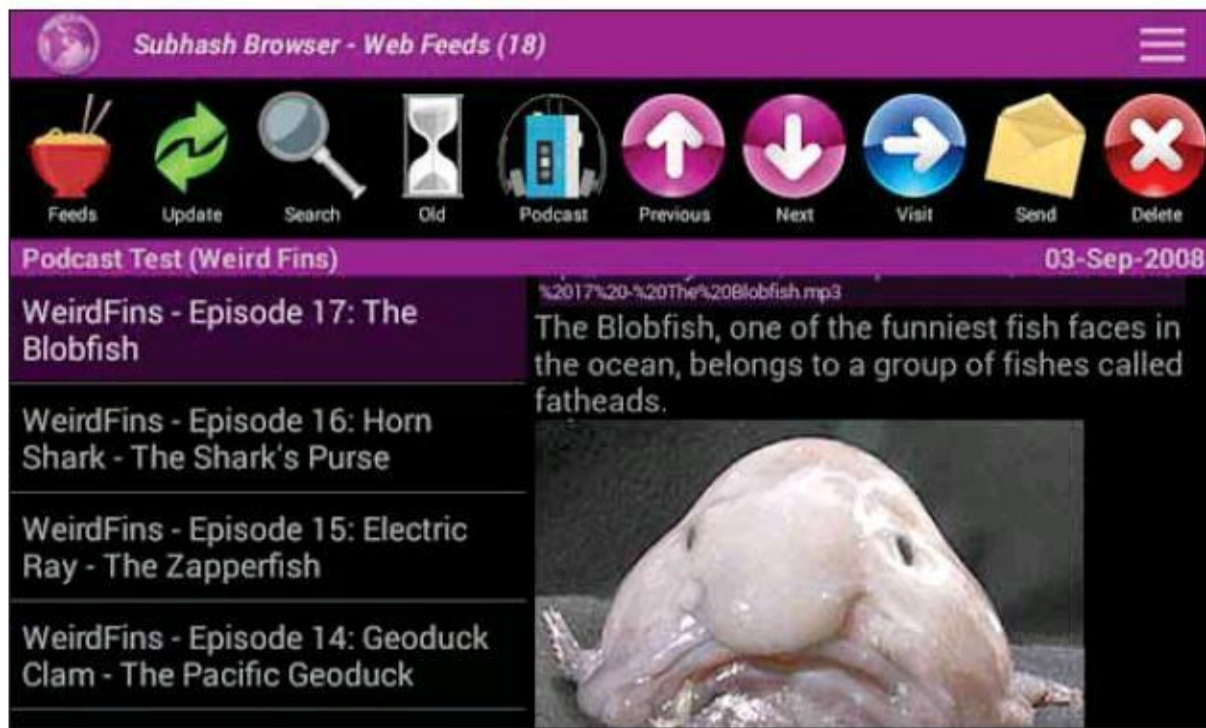 Subhash Browser - Web Feeds (18)
Feeds
Update
Search
Old
Podcast
Previous
Next
Visit
Send
Delete
Podcast Test (Weird Fins)
03-Sep-2008
WeirdFins - Episode 17: The
Blobfish
WeirdFins - Episode 16: Horn
Shark - The Shark's Purse
WeirdFins - Episode 15: Electric
Ray - The Zapperfish
WeirdFins - Episode 14: Geoduck
Clam - The Pacific Geoduck
%2017%20-%20The%20Blobfish.mp3
The Blobfish, one of the funniest fish faces in
the ocean, belongs to a group of fishes called
fatheads.